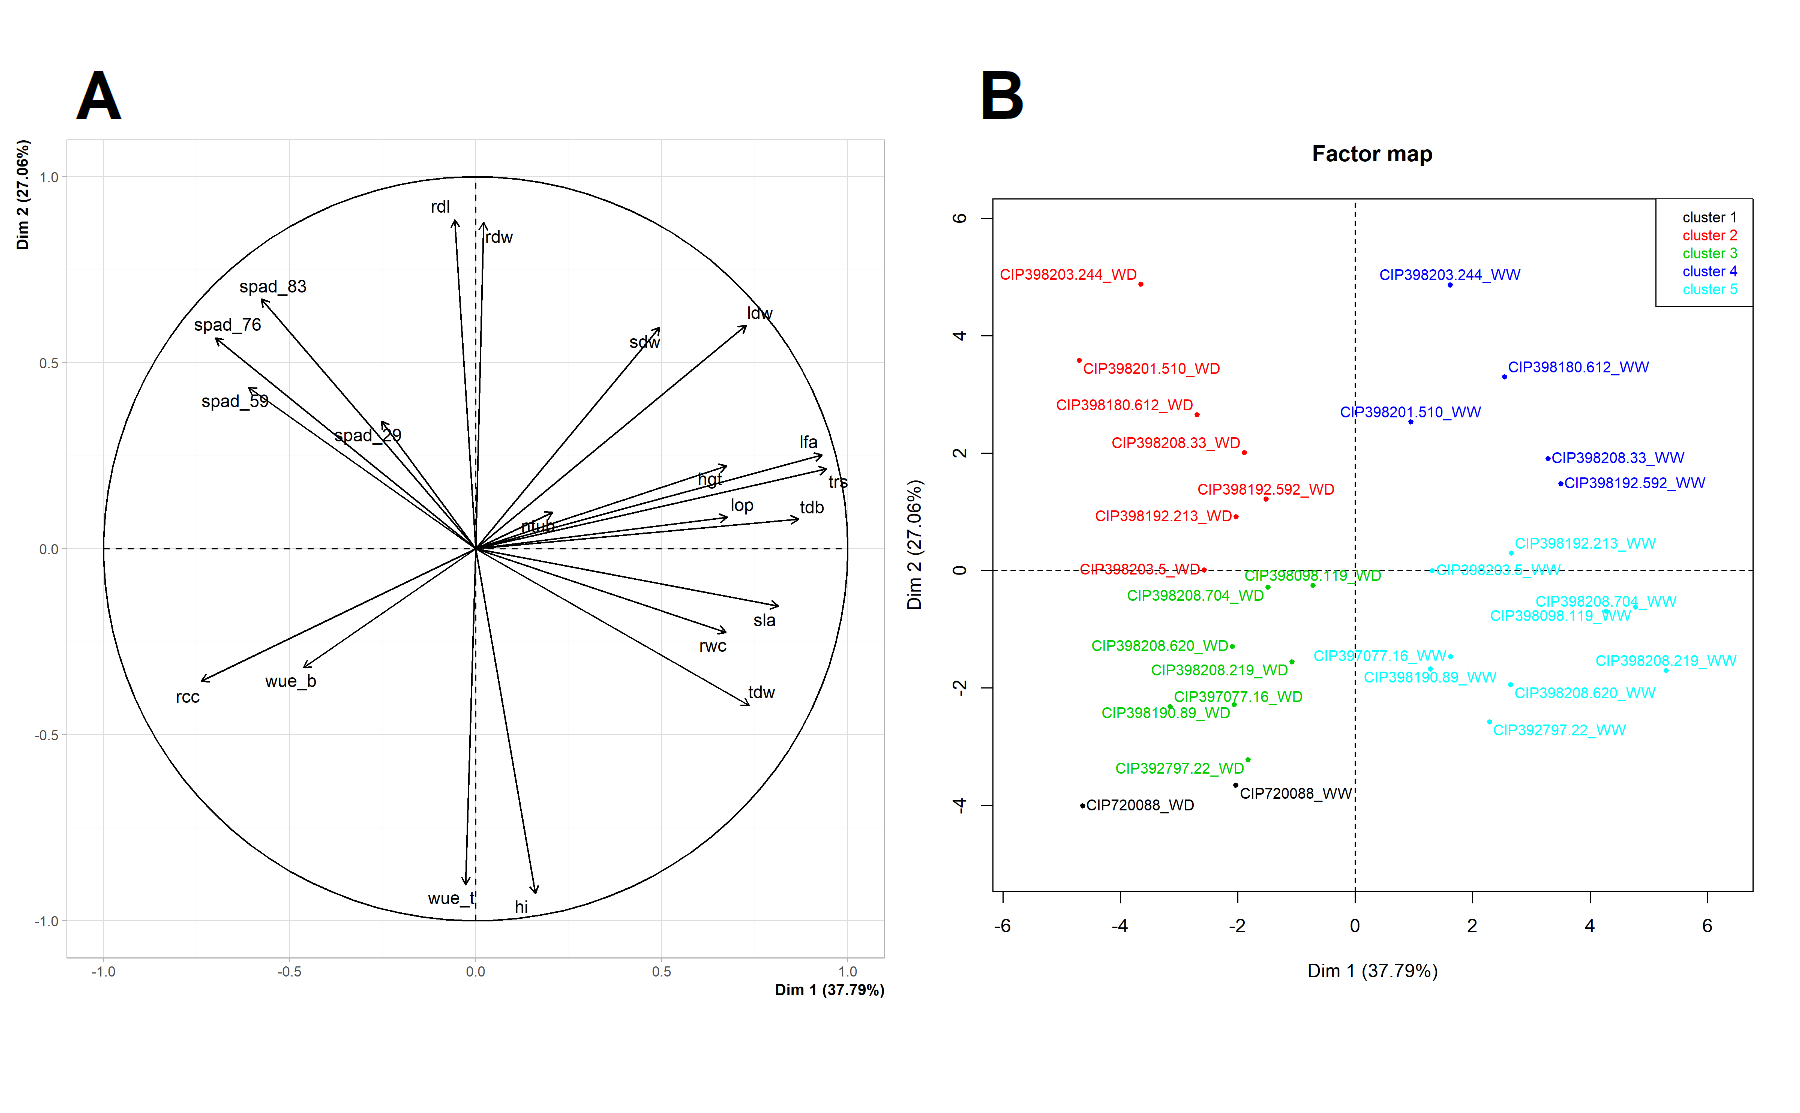 A
Dim 2 (27.06%)
1.0
0.5
0.0
-0.5
-1.0
rdl
rdw
spad_83
spad_76
ldw
sdw
spad_59
spad_29
lfa
hgt
trs
lop
tdb
ntub
sla
rwc
wue_b
rcc
tdw
wue_t
hi
-1.0
-0.5
0.0
0.5
1.0
Dim 1 (37.79%)
B
Factor map
cluster 1
cluster 2
cluster 3
cluster 4
cluster 5
Dim 2 (27.06%)
6
4
2
0
-2
-4
CIP398203.244_WD
CIP398203.244_WW
CIP398201.510_WD
CIP398180.612_WW
CIP398180.612_WD
CIP398201.510_WW
CIP398208.33_WD
CIP398208.33_WW
CIP398192.592_WD
CIP398192.592_WW
CIP398192.213_WD
CIP398192.213_WW
CIP398203.5_WD
CIP398098.119_WD
CIP398203.5_WW
CIP398208.704_WD
CIP398208.704_WW
CIP398098.119_WW
CIP398208.620_WD
CIP397077.16_WW
CIP398208.219_WW
CIP398208.219_WD
CIP398190.89_WW
CIP397077.16_WD
CIP398208.620_WW
CIP398190.89_WD
CIP392797.22_WW
CIP392797.22_WD
CIP720088_WW
CIP720088_WD
-6
-4
-2
0
2
4
6
Dim 1 (37.79%)